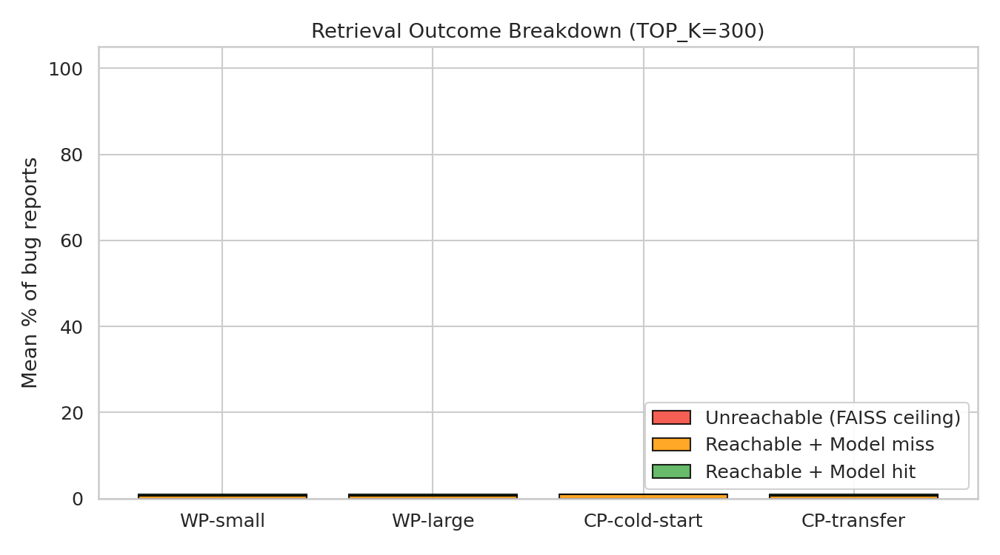 Retrieval Outcome Breakdown (TOP_K=300)
Mean % of bug reports
100
80
60
40
20
0
Unreachable (FAISS ceiling)
Reachable + Model miss
Reachable + Model hit
WP-small
WP-large
CP-cold-start
CP-transfer